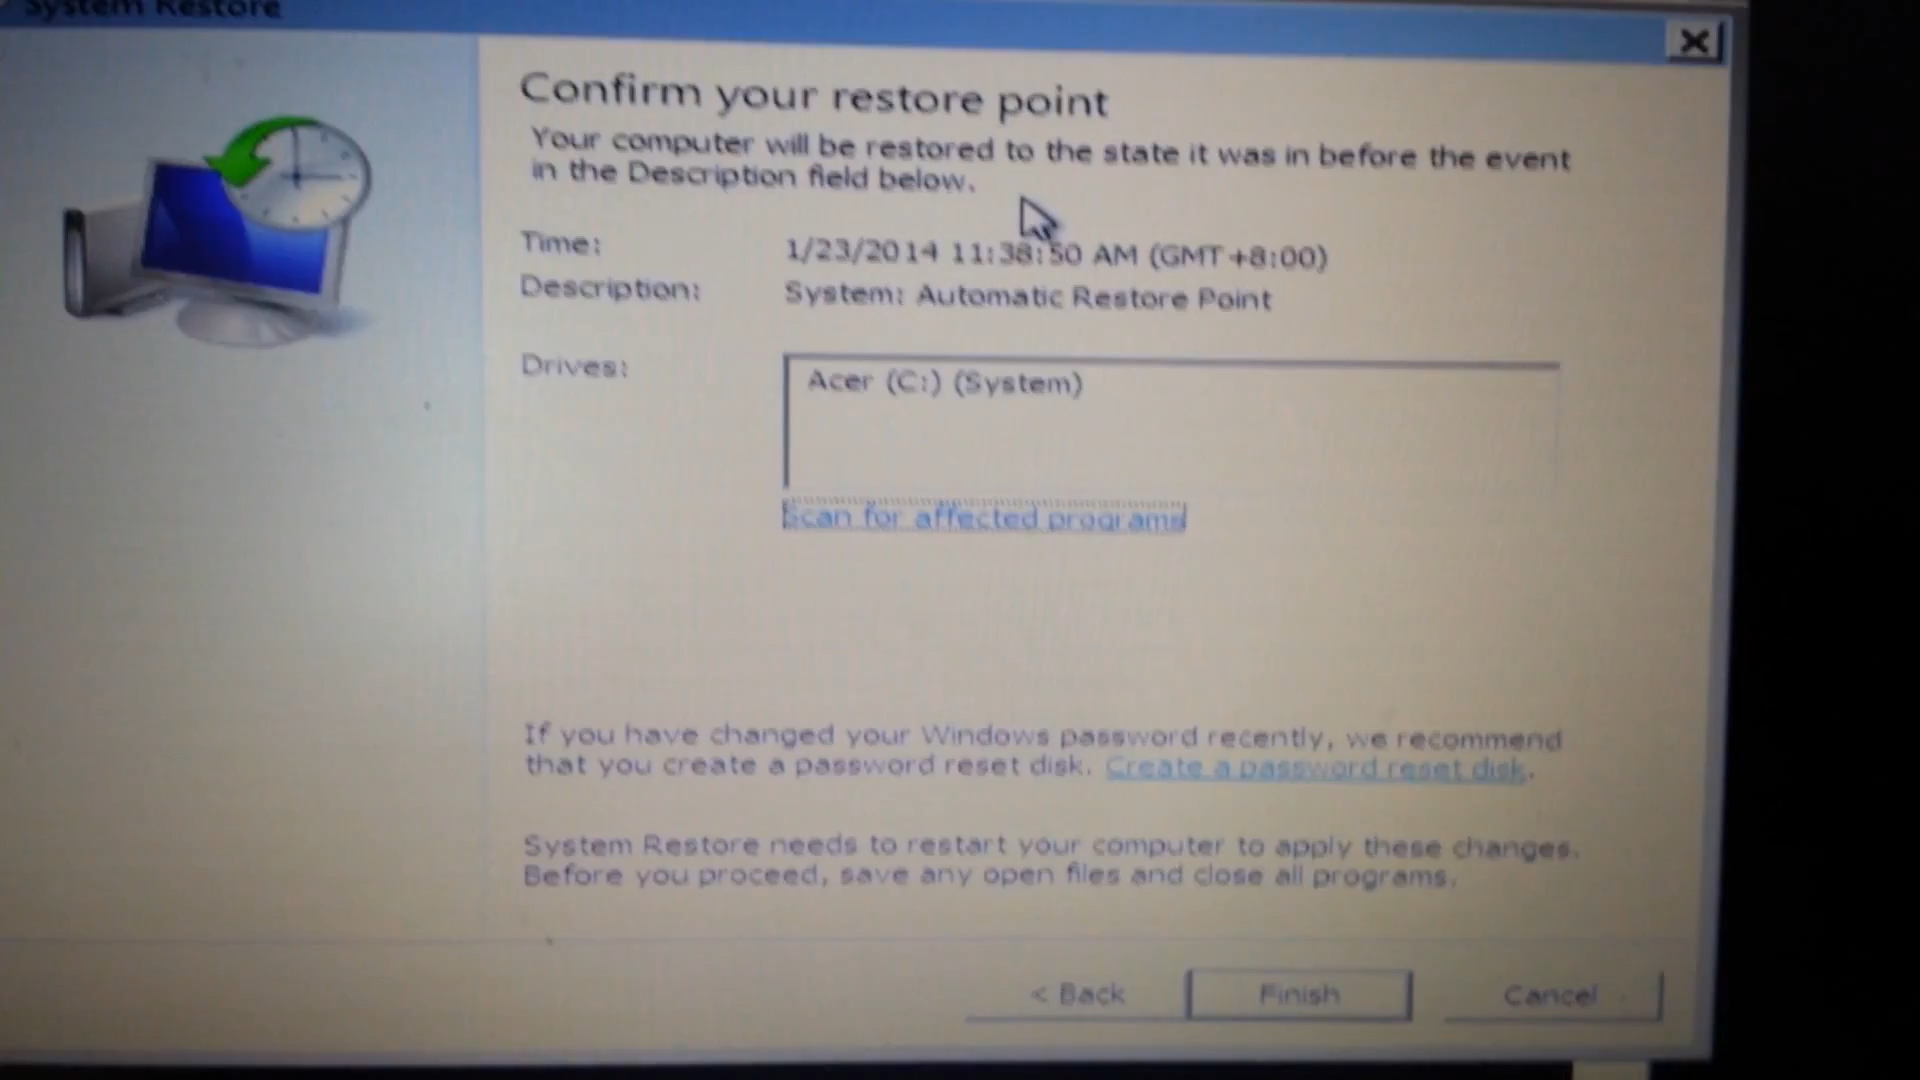 System Restore
Confirm your restore point
Your computer will be restored to the state it was in before the event
in the Description field below.
Time: 1/23/2014 11:38:50 AM (GMT+8:00)
Description: System: Automatic Restore Point
Drives: Acer (C:) (System)
Scan for affected programs
If you have changed your Windows password recently, we recommend
that you create a password reset disk. Create a password reset disk.
System Restore needs to restart your computer to apply these changes.
Before you proceed, save any open files and close all programs.
< Back Finish Cancel